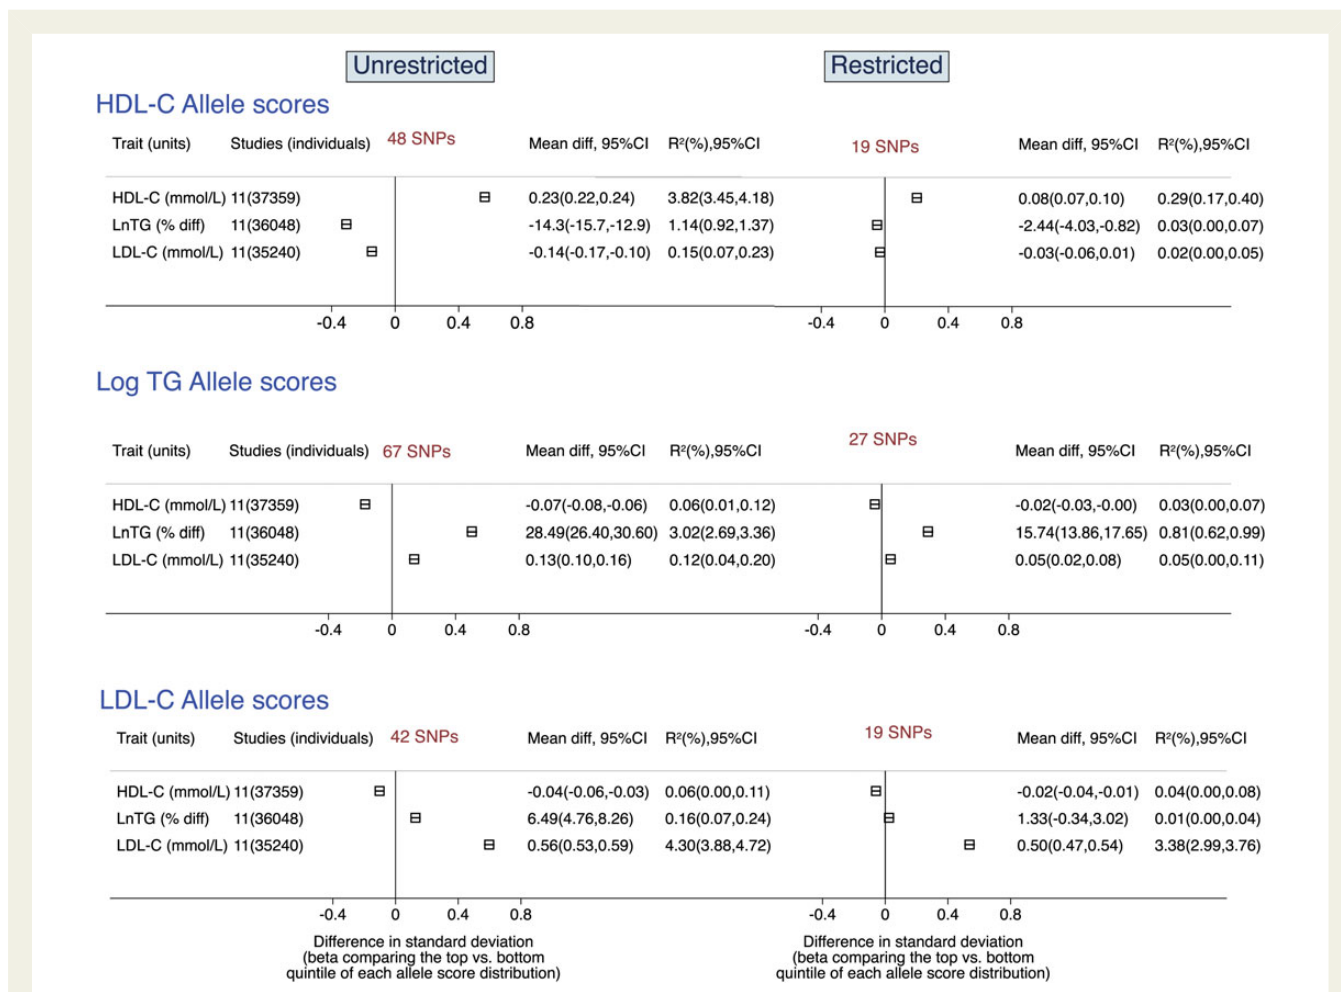 Unrestricted Restricted
HDL-C Allele scores
Trait (units) Studies (individuals) 48 SNPs Mean diff, 95%CI R²(%),95%CI 19 SNPs Mean diff, 95%CI R²(%),95%CI
HDL-C (mmol/L) 11(37359) 0.23(0.22,0.24) 3.82(3.45,4.18) 0.08(0.07,0.10) 0.29(0.17,0.40)
LnTG (% diff) 11(36048) -14.3(-15.7,-12.9) 1.14(0.92,1.37) -2.44(-4.03,-0.82) 0.03(0.00,0.07)
LDL-C (mmol/L) 11(35240) -0.14(-0.17,-0.10) 0.15(0.07,0.23) -0.03(-0.06,0.01) 0.02(0.00,0.05)
-0.4 0 0.4 0.8 -0.4 0 0.4 0.8
Log TG Allele scores
Trait (units) Studies (individuals) 67 SNPs Mean diff, 95%CI R²(%),95%CI 27 SNPs Mean diff, 95%CI R²(%),95%CI
HDL-C (mmol/L) 11(37359) -0.07(-0.08,-0.06) 0.06(0.01,0.12) -0.02(-0.03,-0.00) 0.03(0.00,0.07)
LnTG (% diff) 11(36048) 28.49(26.40,30.60) 3.02(2.69,3.36) 15.74(13.86,17.65) 0.81(0.62,0.99)
LDL-C (mmol/L) 11(35240) 0.13(0.10,0.16) 0.12(0.04,0.20) 0.05(0.02,0.08) 0.05(0.00,0.11)
-0.4 0 0.4 0.8 -0.4 0 0.4 0.8
LDL-C Allele scores
Trait (units) Studies (individuals) 42 SNPs Mean diff, 95%CI R²(%),95%CI 19 SNPs Mean diff, 95%CI R²(%),95%CI
HDL-C (mmol/L) 11(37359) -0.04(-0.06,-0.03) 0.06(0.00,0.11) -0.02(-0.04,-0.01) 0.04(0.00,0.08)
LnTG (% diff) 11(36048) 6.49(4.76,8.26) 0.16(0.07,0.24) 1.33(-0.34,3.02) 0.01(0.00,0.04)
LDL-C (mmol/L) 11(35240) 0.56(0.53,0.59) 4.30(3.88,4.72) 0.50(0.47,0.54) 3.38(2.99,3.76)
-0.4 0 0.4 0.8 -0.4 0 0.4 0.8
Difference in standard deviation Difference in standard deviation
(beta comparing the top vs. bottom (beta comparing the top vs. bottom
quintile of each allele score distribution) quintile of each allele score distribution)